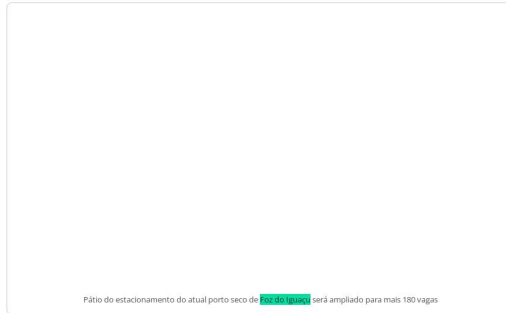 Pátio do estacionamento do atual porto seco de Foz do Iguaçu será ampliado para mais 180 vagas